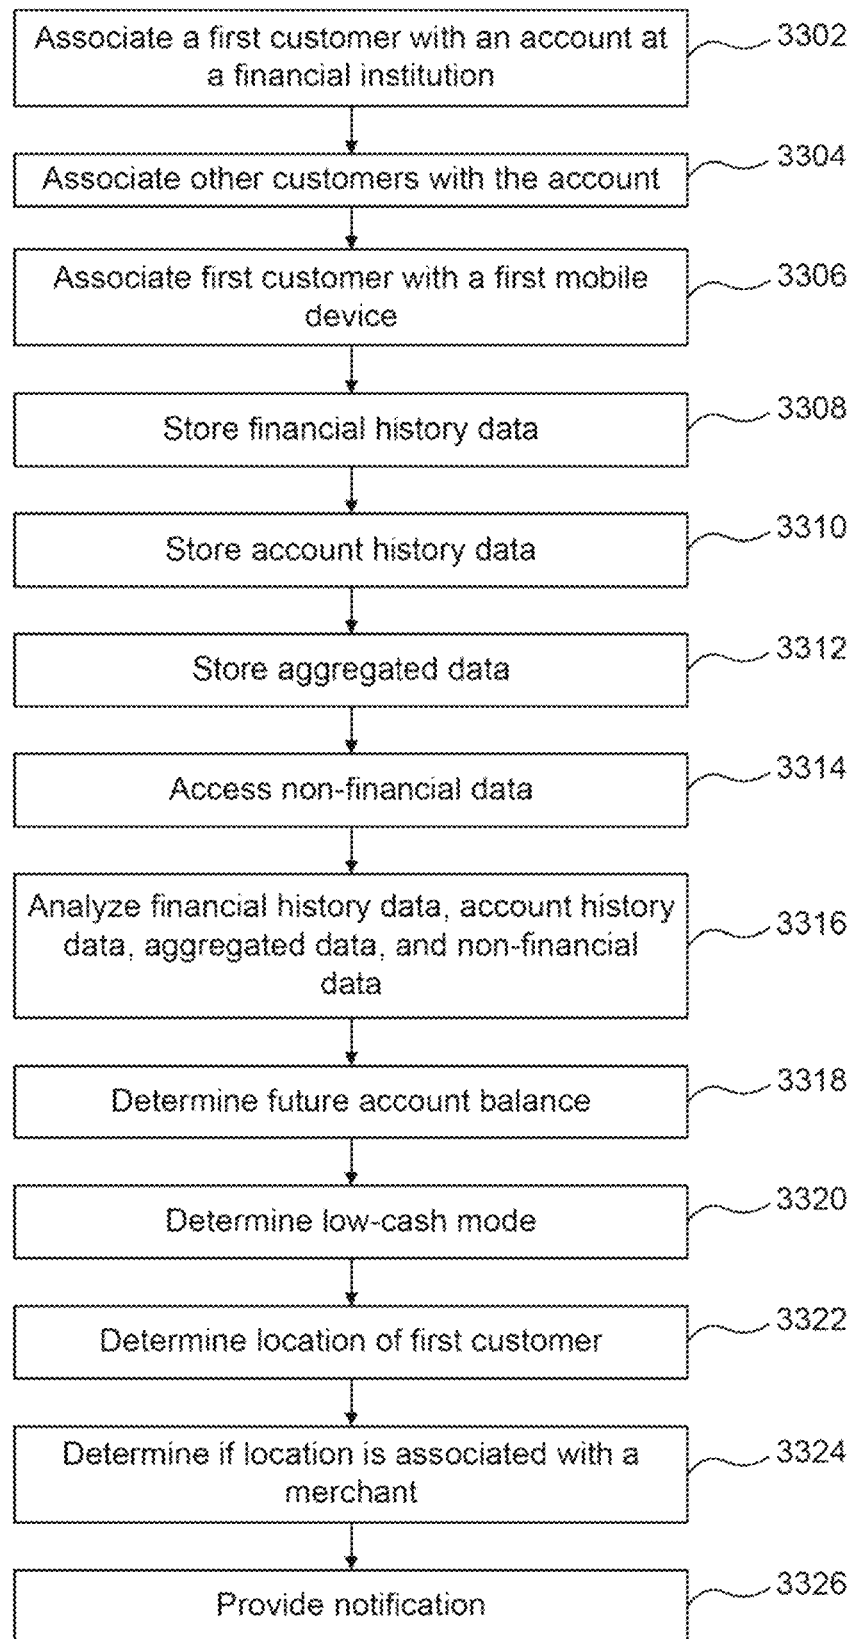 Associate a first customer with an account at
a financial institution
3302
Associate other customers with the account
3304
Associate first customer with a first mobile
device
3306
Store financial history data
3308
Store account history data
3310
Store aggregated data
3312
Access non-financial data
3314
Analyze financial history data, account history
data, aggregated data, and non-financial
data
3316
Determine future account balance
3318
Determine low-cash mode
3320
Determine location of first customer
3322
Determine if location is associated with a
merchant
3324
Provide notification
3326